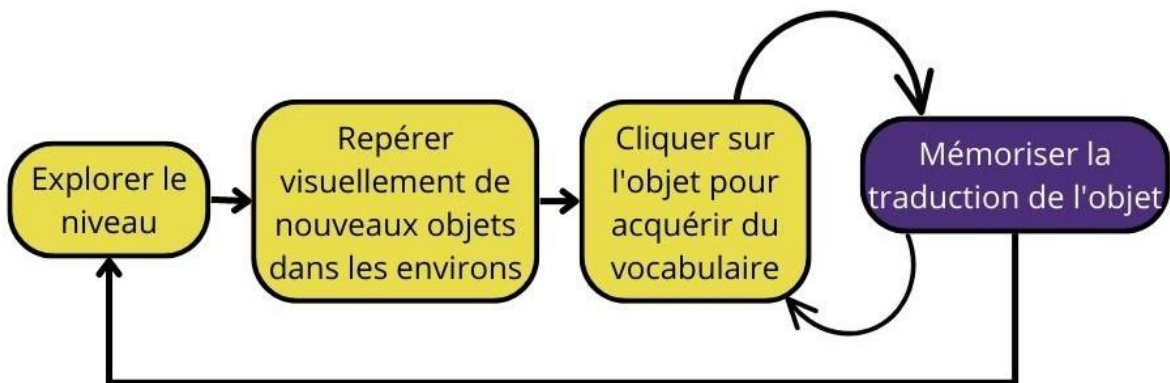 Explorer le
niveau
Repérer
visuellement de
nouveaux objets
dans les environs
Cliquer sur
l'objet pour
acquérir du
vocabulaire
Mémoriser la
traduction de l'objet